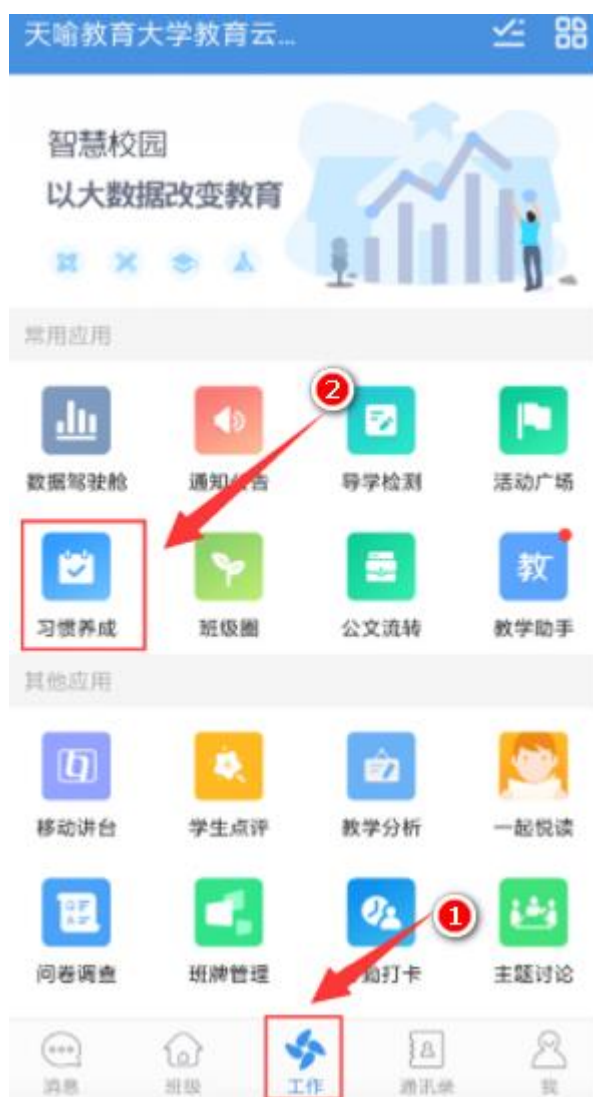 天喻教育大学教育云...
智慧校园
以大数据改变教育
常用应用
2
数据驾驶舱 通知公告 导学检测 活动广场
教
习惯养成 班级圈 公文流转 教学助手
其他应用
移动讲台 学生点评 教学分析 一起悦读
1
问卷调查 班牌管理 勤打卡 主题讨论
消息 班级 工作 通讯录 我